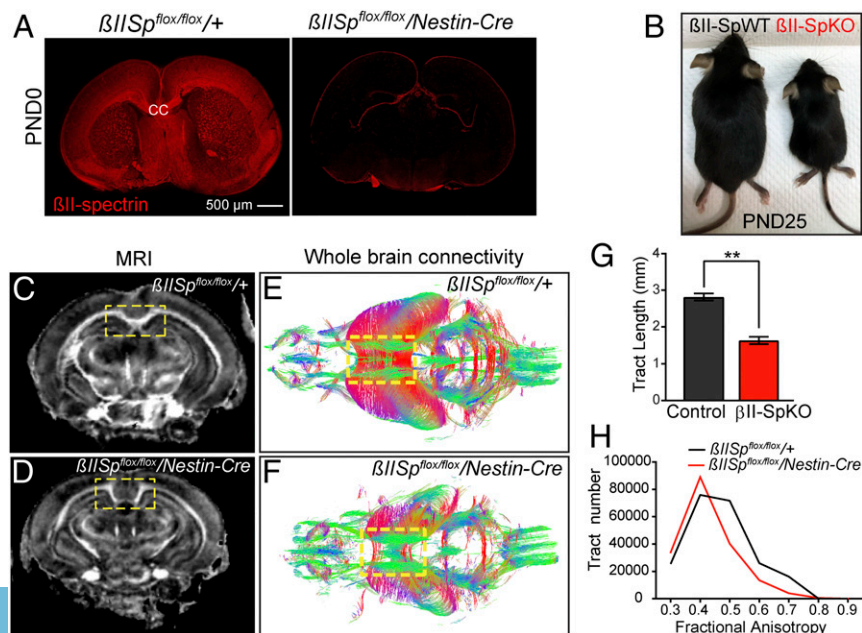 A
ßIISpflox/flox/+
ßIISpflox/flox/Nestin-Cre
PND0
CC
ßII-spectrin
500 µm
B
ßII-SpWT ßII-SpKO
PND25
MRI
Whole brain connectivity
C
ßIISpflox/flox/+
E
ßIISpflox/flox/+
D
ßIISpflox/flox/Nestin-Cre
F
ßIISpflox/flox/Nestin-Cre
G
Tract Length (mm)
4
3
2
1
0
**
Control
βII-SpKO
H
ßIISpflox/flox/+
ßIISpflox/flox/Nestin-Cre
Tract number
100000
80000
60000
40000
20000
0
0.3 0.4 0.5 0.6 0.7 0.8 0.9
Fractional Anisotropy